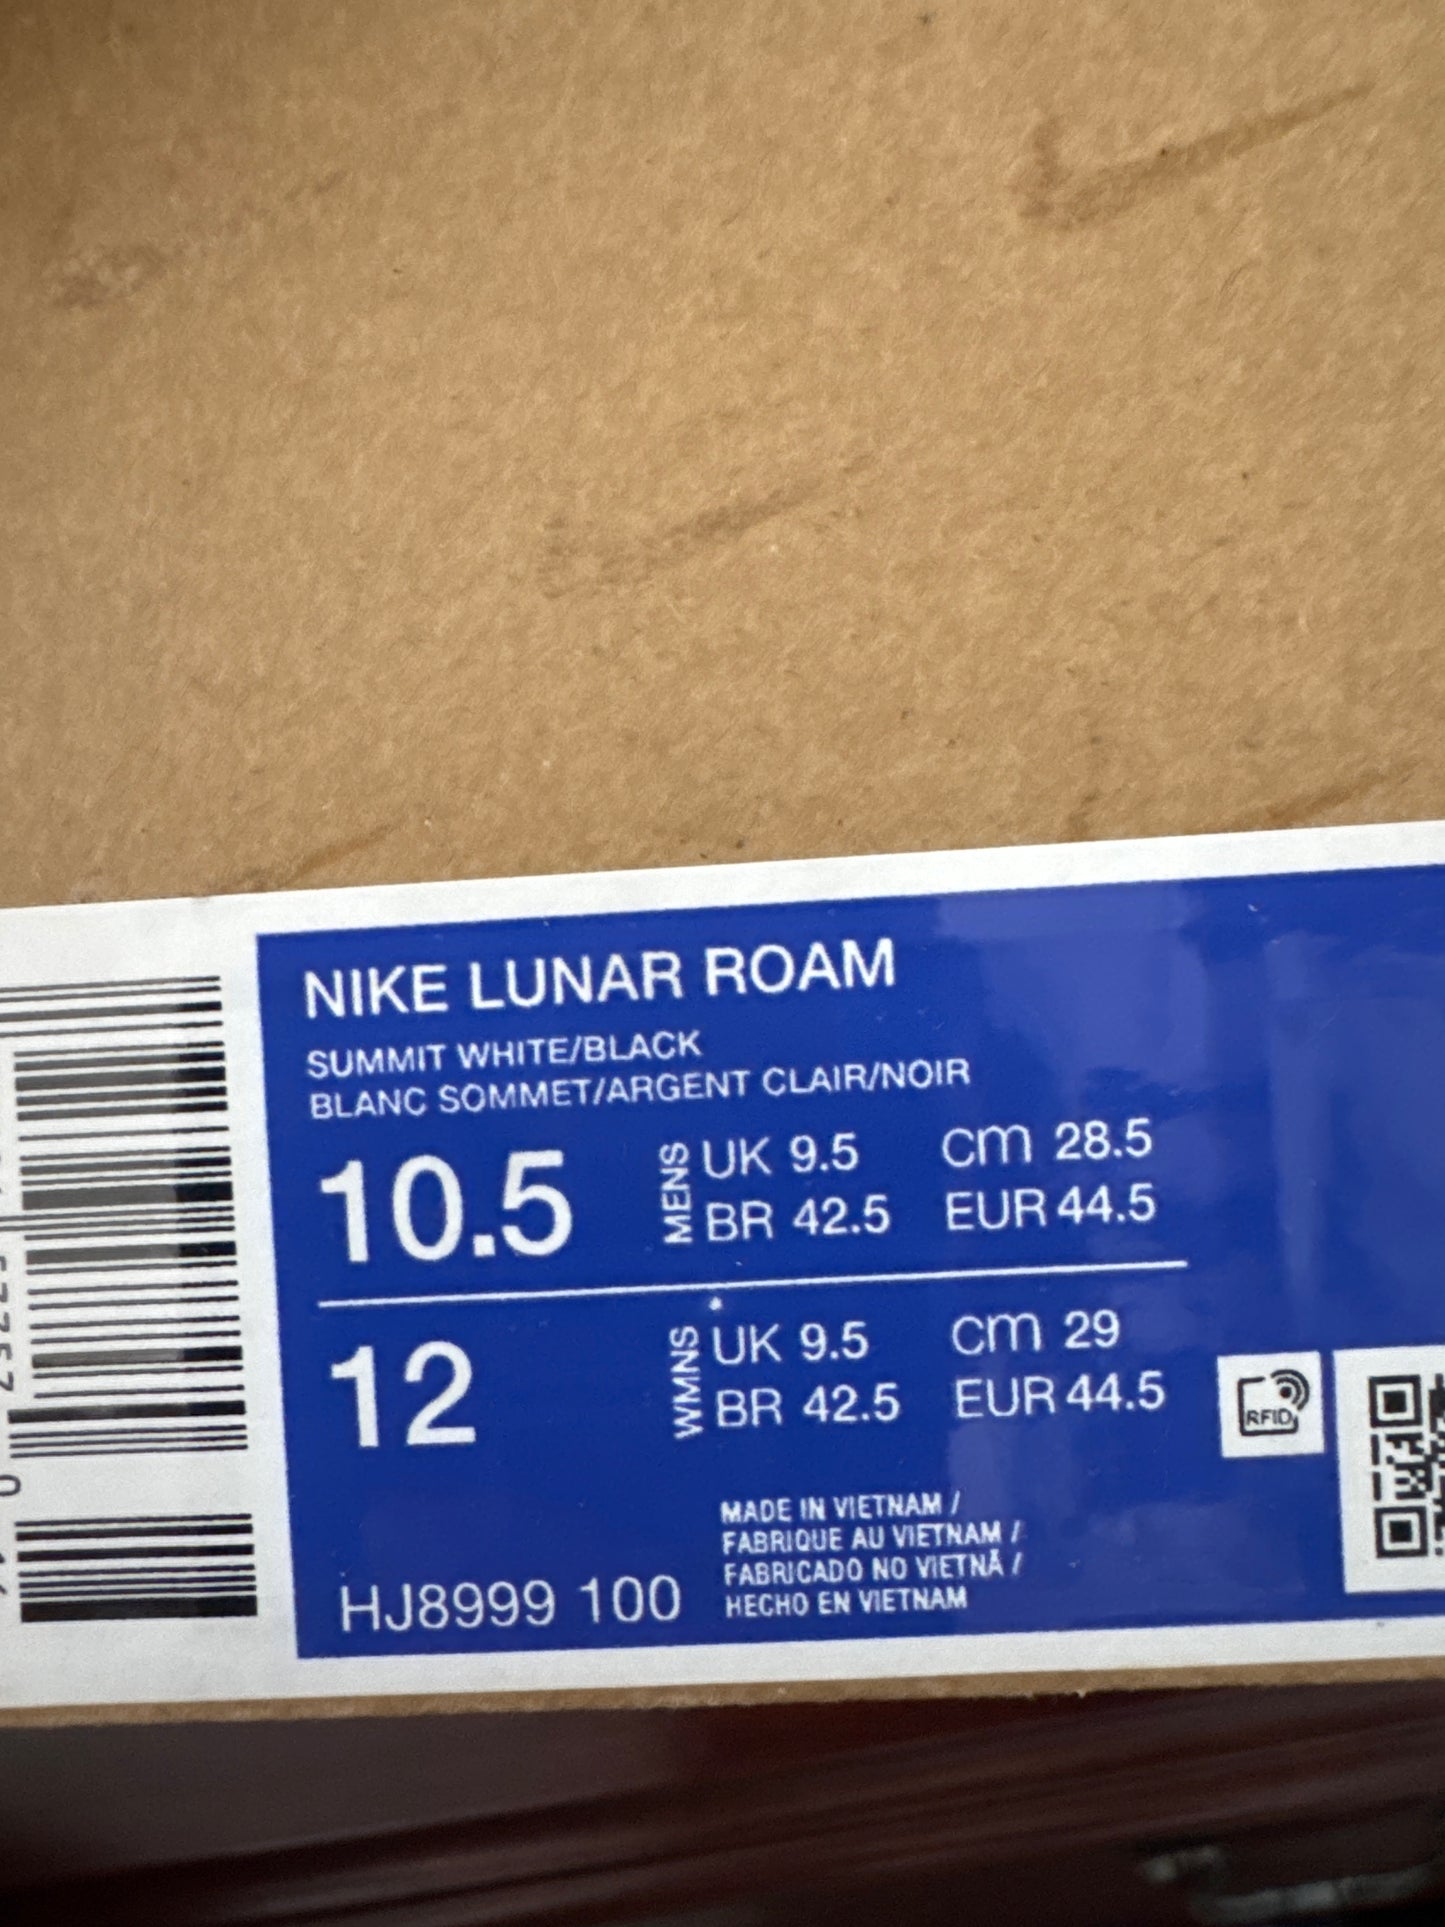 NIKE LUNAR ROAM
SUMMIT WHITE/BLACK
BLANC SOMMET/ARGENT CLAIR/NOIR
10.5 MENS UK 9.5 cm 28.5
BR 42.5 EUR 44.5
12 WMNS UK 9.5 cm 29
BR 42.5 EUR 44.5
RFID
MADE IN VIETNAM /
FABRIQUE AU VIETNAM /
FABRICADO NO VIETNÃ /
HECHO EN VIETNAM
HJ8999 100